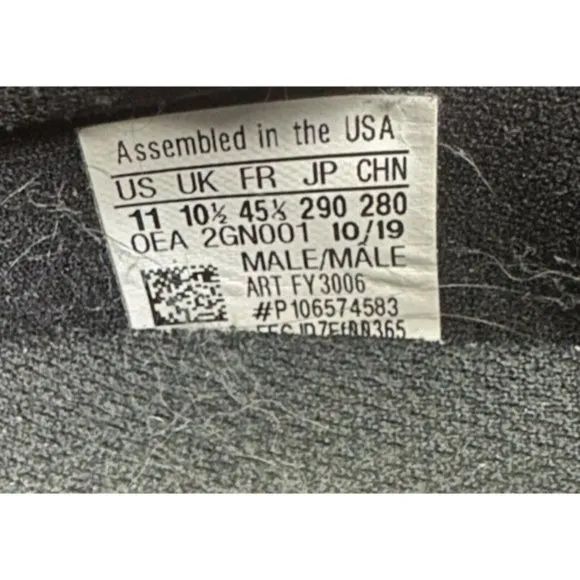 Assembled in the USA
US UK FR JP CHN
11 10½ 45⅓ 290 280
OEA 2GN001 10/19
MALE/MÂLE
ART FY3006
#P106574583